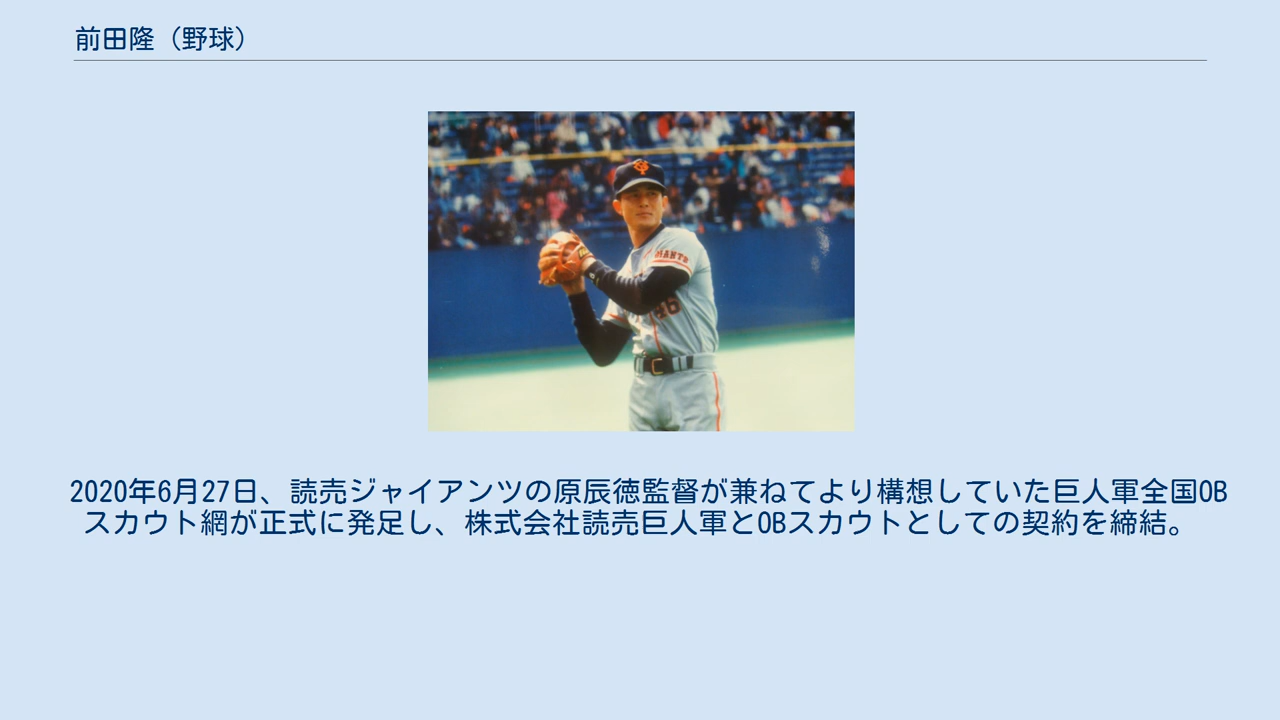 前田隆（野球）
GIANTS
46
2020年6月27日、読売ジャイアンツの原辰徳監督が兼ねてより構想していた巨人軍全国OB
スカウト網が正式に発足し、株式会社読売巨人軍とOBスカウトとしての契約を締結。